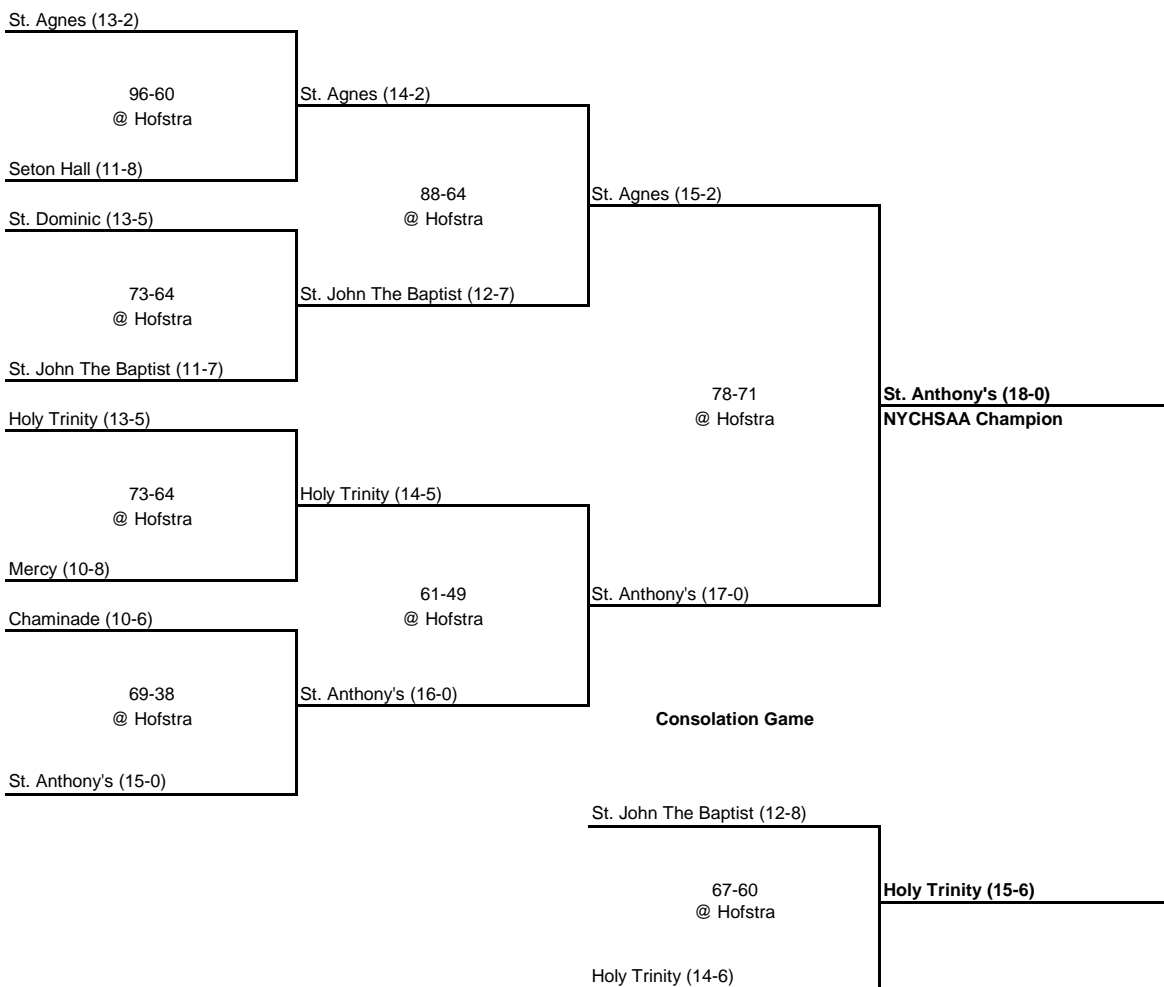 St. Agnes (13-2)
96-60
@ Hofstra
St. Agnes (14-2)
Seton Hall (11-8)
88-64
@ Hofstra
St. Agnes (15-2)
St. Dominic (13-5)
73-64
@ Hofstra
St. John The Baptist (12-7)
St. John The Baptist (11-7)
78-71
@ Hofstra
St. Anthony's (18-0)
NYCHSAA Champion
Holy Trinity (13-5)
73-64
@ Hofstra
Holy Trinity (14-5)
Mercy (10-8)
61-49
@ Hofstra
St. Anthony's (17-0)
Chaminade (10-6)
69-38
@ Hofstra
St. Anthony's (16-0)
Consolation Game
St. Anthony's (15-0)
St. John The Baptist (12-8)
67-60
@ Hofstra
Holy Trinity (15-6)
Holy Trinity (14-6)